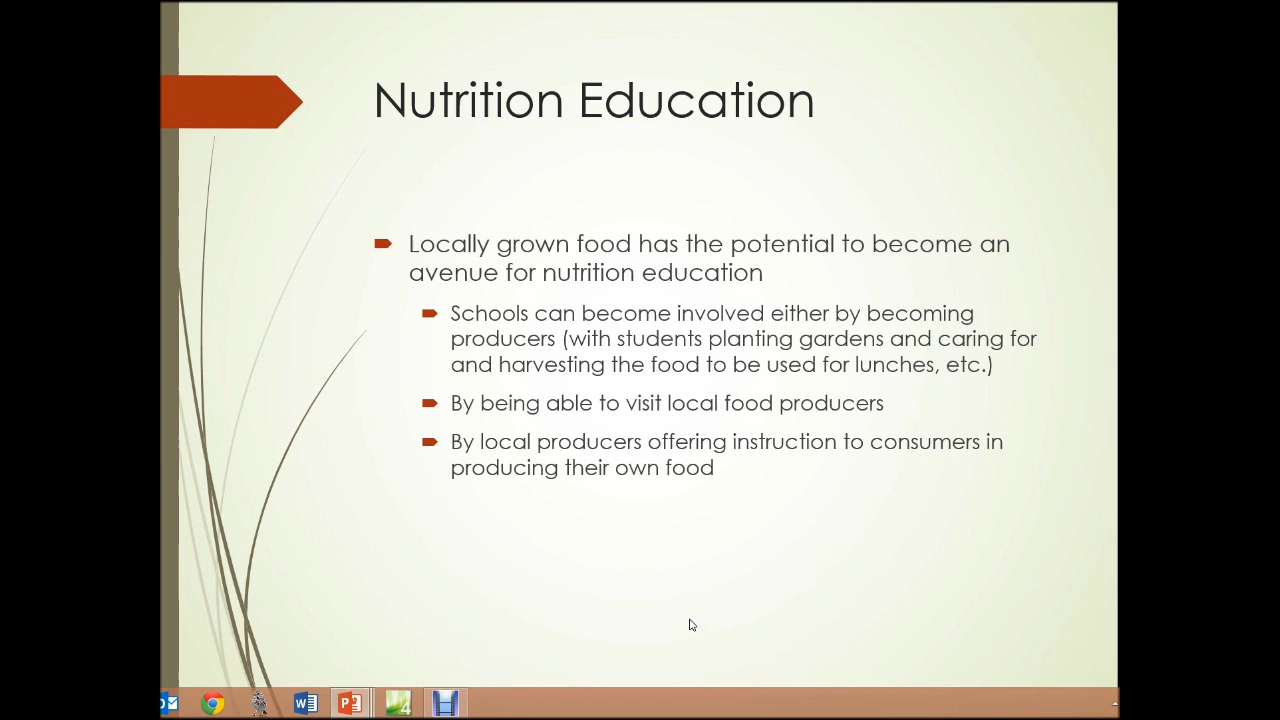 Nutrition Education
Locally grown food has the potential to become an
avenue for nutrition education
Schools can become involved either by becoming
producers (with students planting gardens and caring for
and harvesting the food to be used for lunches, etc.)
By being able to visit local food producers
By local producers offering instruction to consumers in
producing their own food